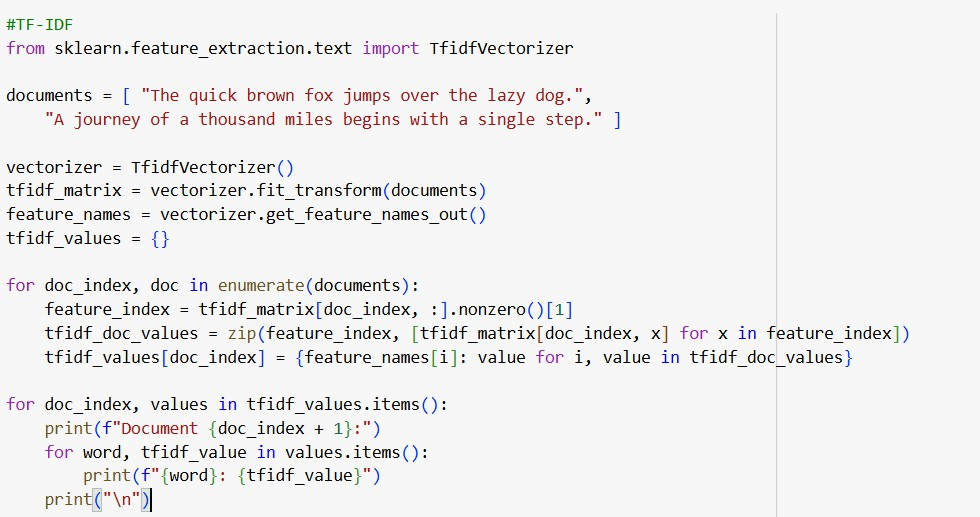 #TF-IDF
from sklearn.feature_extraction.text import TfidfVectorizer

documents = [ "The quick brown fox jumps over the lazy dog.",
    "A journey of a thousand miles begins with a single step." ]

vectorizer = TfidfVectorizer()
tfidf_matrix = vectorizer.fit_transform(documents)
feature_names = vectorizer.get_feature_names_out()
tfidf_values = {}

for doc_index, doc in enumerate(documents):
    feature_index = tfidf_matrix[doc_index, :].nonzero()[1]
    tfidf_doc_values = zip(feature_index, [tfidf_matrix[doc_index, x] for x in feature_index])
    tfidf_values[doc_index] = {feature_names[i]: value for i, value in tfidf_doc_values}

for doc_index, values in tfidf_values.items():
    print(f"Document {doc_index + 1}:")
    for word, tfidf_value in values.items():
        print(f"{word}: {tfidf_value}")
    print("\n")